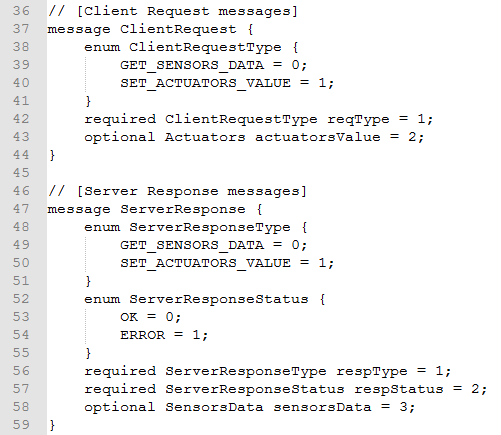 36 // [Client Request messages]
37 message ClientRequest {
38     enum ClientRequestType {
39         GET_SENSORS_DATA = 0;
40         SET_ACTUATORS_VALUE = 1;
41     }
42     required ClientRequestType reqType = 1;
43     optional Actuators actuatorsValue = 2;
44 }
45
46 // [Server Response messages]
47 message ServerResponse {
48     enum ServerResponseType {
49         GET_SENSORS_DATA = 0;
50         SET_ACTUATORS_VALUE = 1;
51     }
52     enum ServerResponseStatus {
53         OK = 0;
54         ERROR = 1;
55     }
56     required ServerResponseType respType = 1;
57     required ServerResponseStatus respStatus = 2;
58     optional SensorsData sensorsData = 3;
59 }